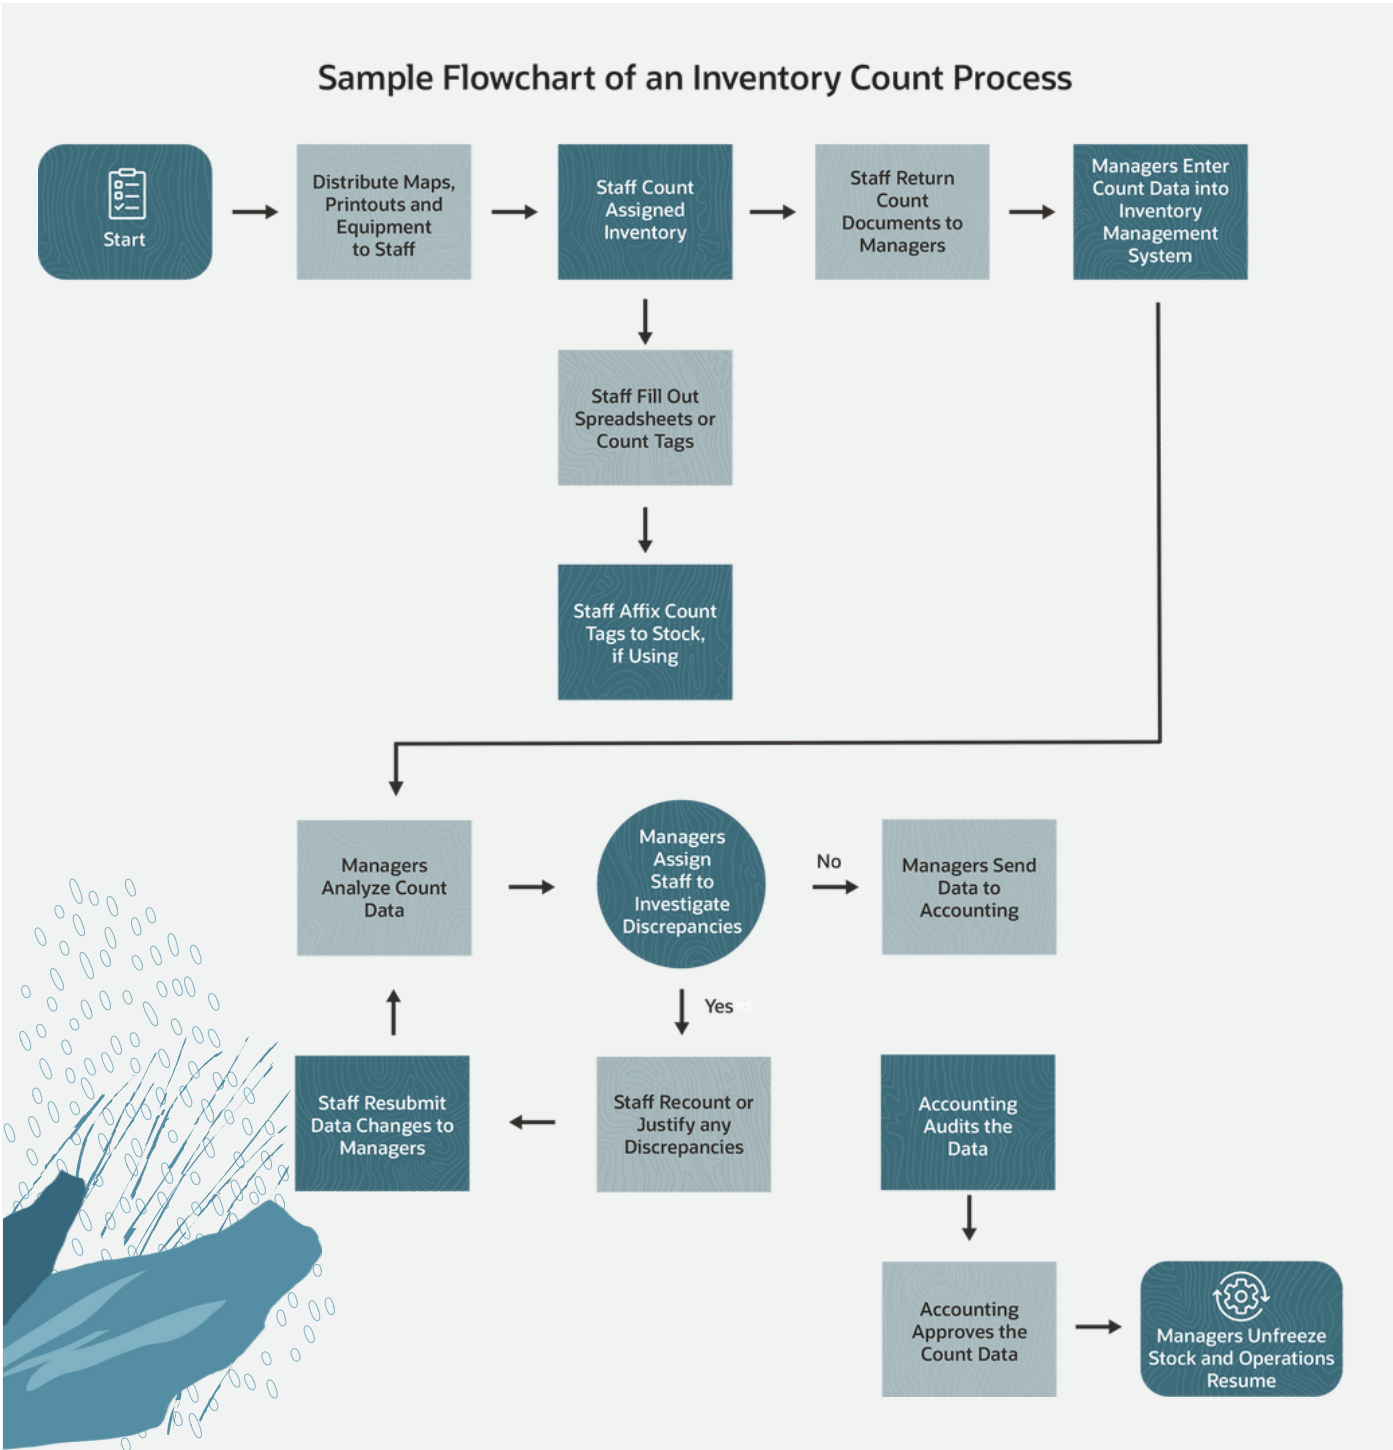 Sample Flowchart of an Inventory Count Process
Start
Distribute Maps,
Printouts and
Equipment
to Staff
Staff Count
Assigned
Inventory
Staff Return
Count
Documents to
Managers
Managers Enter
Count Data into
Inventory
Management
System
Staff Fill Out
Spreadsheets or
Count Tags
Staff Affix Count
Tags to Stock,
if Using
Managers
Analyze Count
Data
Managers
Assign
Staff to
Investigate
Discrepancies
No
Managers Send
Data to
Accounting
Yes
Staff Resubmit
Data Changes to
Managers
Staff Recount or
Justify any
Discrepancies
Accounting
Audits the
Data
Accounting
Approves the
Count Data
Managers Unfreeze
Stock and Operations
Resume